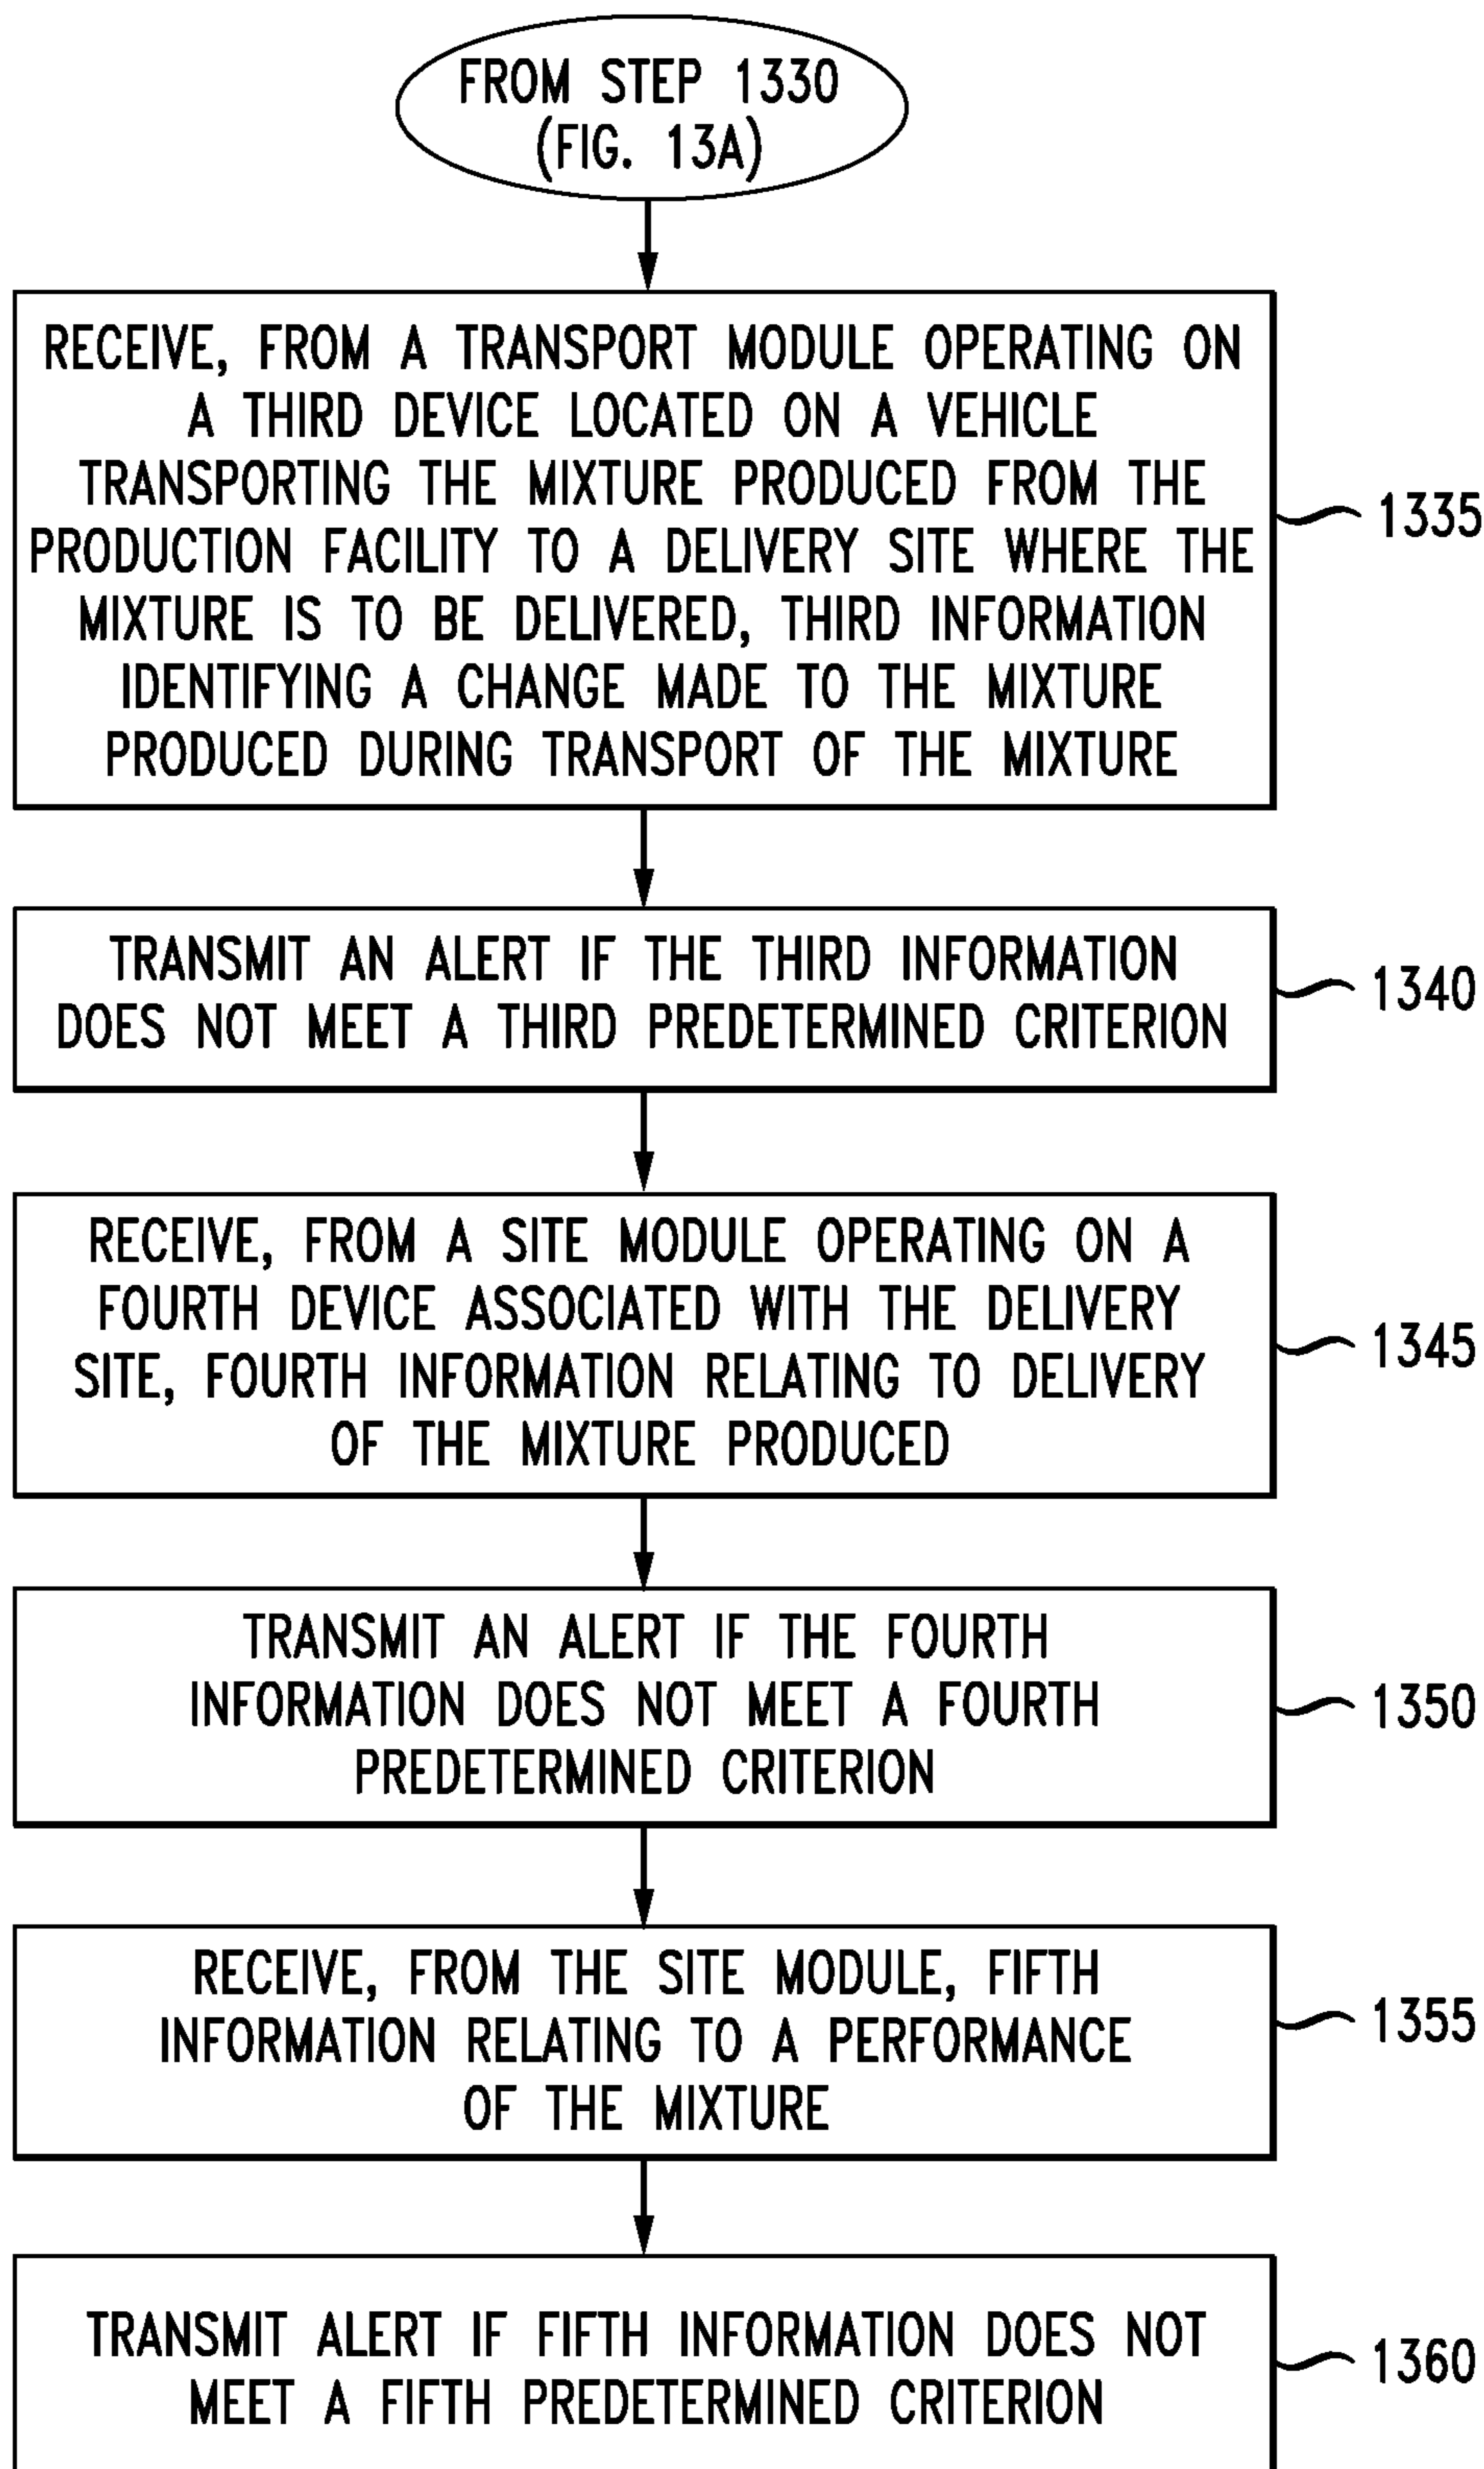 FROM STEP 1330
(FIG. 13A)
RECEIVE, FROM A TRANSPORT MODULE OPERATING ON
A THIRD DEVICE LOCATED ON A VEHICLE
TRANSPORTING THE MIXTURE PRODUCED FROM THE
PRODUCTION FACILITY TO A DELIVERY SITE WHERE THE
MIXTURE IS TO BE DELIVERED, THIRD INFORMATION
IDENTIFYING A CHANGE MADE TO THE MIXTURE
PRODUCED DURING TRANSPORT OF THE MIXTURE
1335
TRANSMIT AN ALERT IF THE THIRD INFORMATION
DOES NOT MEET A THIRD PREDETERMINED CRITERION
1340
RECEIVE, FROM A SITE MODULE OPERATING ON A
FOURTH DEVICE ASSOCIATED WITH THE DELIVERY
SITE, FOURTH INFORMATION RELATING TO DELIVERY
OF THE MIXTURE PRODUCED
1345
TRANSMIT AN ALERT IF THE FOURTH
INFORMATION DOES NOT MEET A FOURTH
PREDETERMINED CRITERION
1350
RECEIVE, FROM THE SITE MODULE, FIFTH
INFORMATION RELATING TO A PERFORMANCE
OF THE MIXTURE
1355
TRANSMIT ALERT IF FIFTH INFORMATION DOES NOT
MEET A FIFTH PREDETERMINED CRITERION
1360